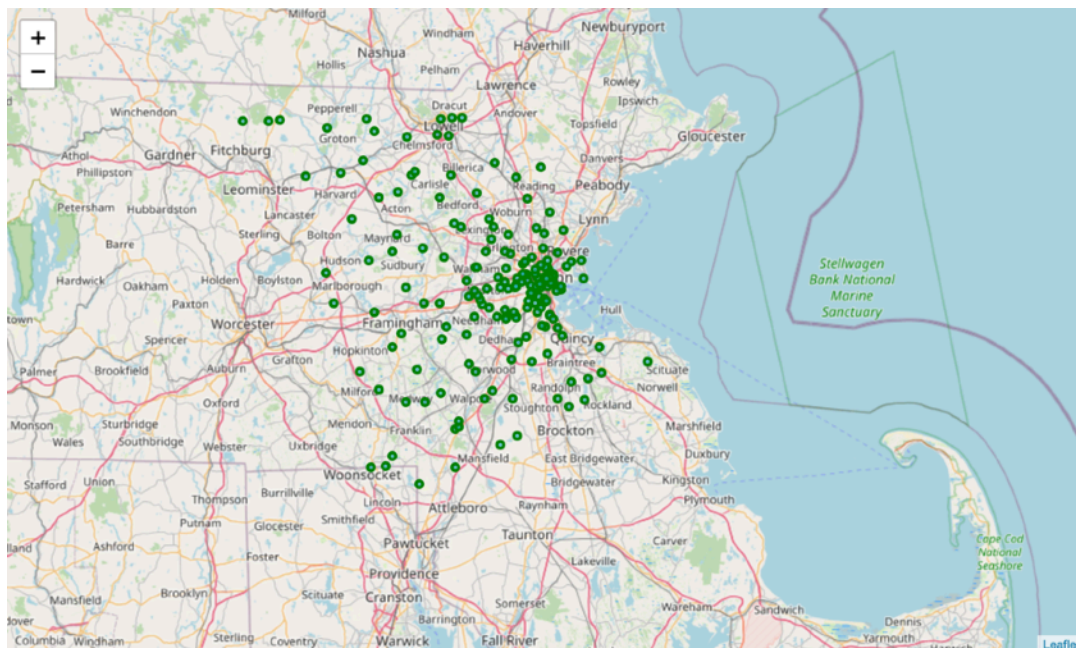 Milford
Newburyport
+
Windham
Haverhill
Nashua
Hollis
Pelham
−
Lawrence
Rowley
Ipswich
Winchendon
Pepperell
Dracut
Andover
Topsfield
Lowell
Gloucester
Groton
Chelmsford
Athol
Gardner
Fitchburg
Danvers
Phillipston
Billerica
Leominster
Harvard
Carlisle
Reading
Peabody
Petersham
Hubbardston
Lancaster
Acton
Bedford
Woburn
Lynn
Sterling
Bolton
Maynard
Barre
Hudson
Sudbury
Stellwagen
Bank National
Marine
Sanctuary
Hardwick
Oakham
Holden
Boylston
Marlborough
Paxton
Worcester
Framingham
Hull
Spencer
Hopkinton
Quincy
Grafton
Palmer
Brookfield
Auburn
Braintree
Scituate
Milford
Randolph
Norwell
Oxford
Stoughton
Rockland
Monson
Sturbridge
Mendon
Marshfield
Wales
Southbridge
Webster
Uxbridge
Franklin
Brockton
Mansfield
East Bridgewater
Duxbury
Stafford
Union
Woonsocket
Bridgewater
Kingston
Thompson
Burrillville
Lincoln
Attleboro
Raynham
Plymouth
Putnam
Smithfield
Glocester
Taunton
Carver
Ashford
Pawtucket
Cape Cod
National
Seashore
Foster
Lakeville
Providence
Mansfield
Brooklyn
Scituate
Cranston
Somerset
Wareham
Sandwich
Barrington
Dennis
Columbia
Windham
Sterling
Coventry
Warwick
Fall River
Yarmouth